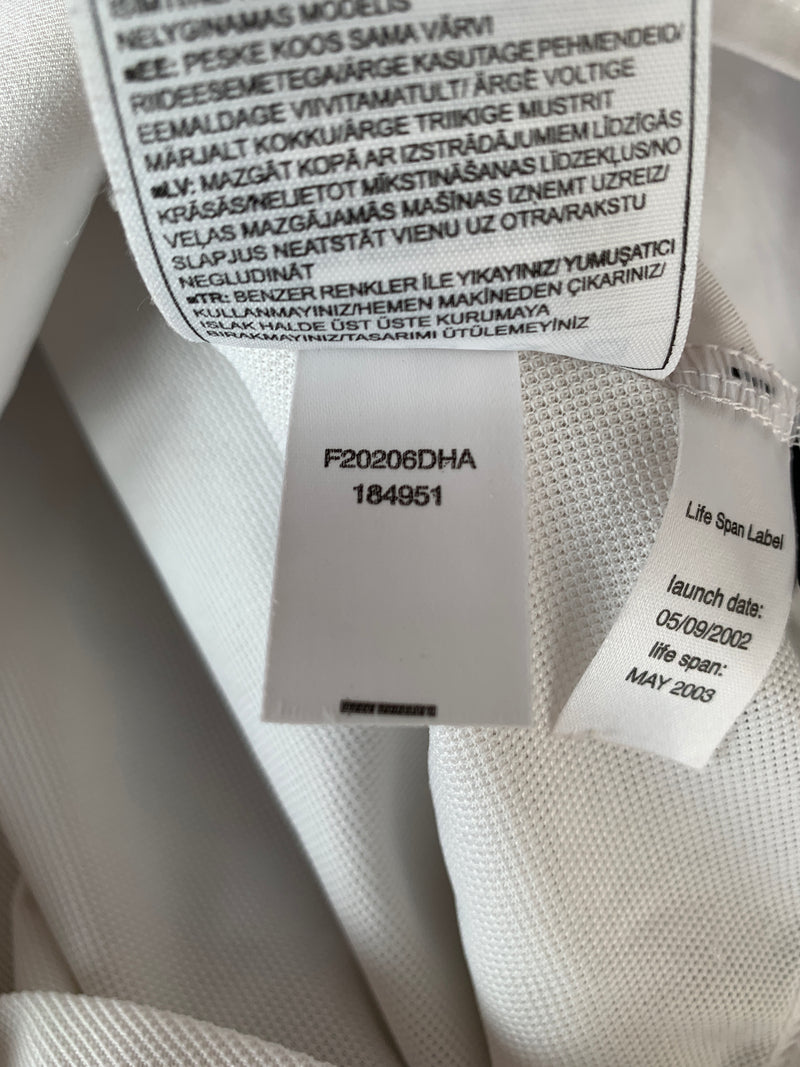 NELYGINAMAS MODELIS
EE: PESKE KOOS SAMA VÄRVI
RIIDEESEMETEGA/ÄRGE KASUTAGE PEHMENDEID/
EEMALDAGE VIIVITAMATULT/ ÄRGE VOLTIGE
MÄRJALT KOKKU/ÄRGE TRIIKIGE MUSTRIT
LV: MAZGĀT KOPĀ AR IZSTRĀDĀJUMIEM LĪDZĪGĀS
KRĀSĀS/NELIETOT MĪKSTINĀŠANAS LĪDZEKĻUS/NO
VEĻAS MAZGĀJAMĀS MAŠĪNAS IZŅEMT UZREIZ/
SLAPJUS NEATSTĀT VIENU UZ OTRA/RAKSTU
NEGLUDINĀT
TR: BENZER RENKLER İLE YIKAYINIZ/ YUMUŞATICI
KULLANMAYINIZ/HEMEN MAKİNEDEN ÇIKARINIZ/
ISLAK HALDE ÜST ÜSTE KURUMAYA
BIRAKMAYINIZ/TASARIMI ÜTÜLEMEYİNİZ
F20206DHA
184951
Life Span Label
launch date:
05/09/2002
life span:
MAY 2003